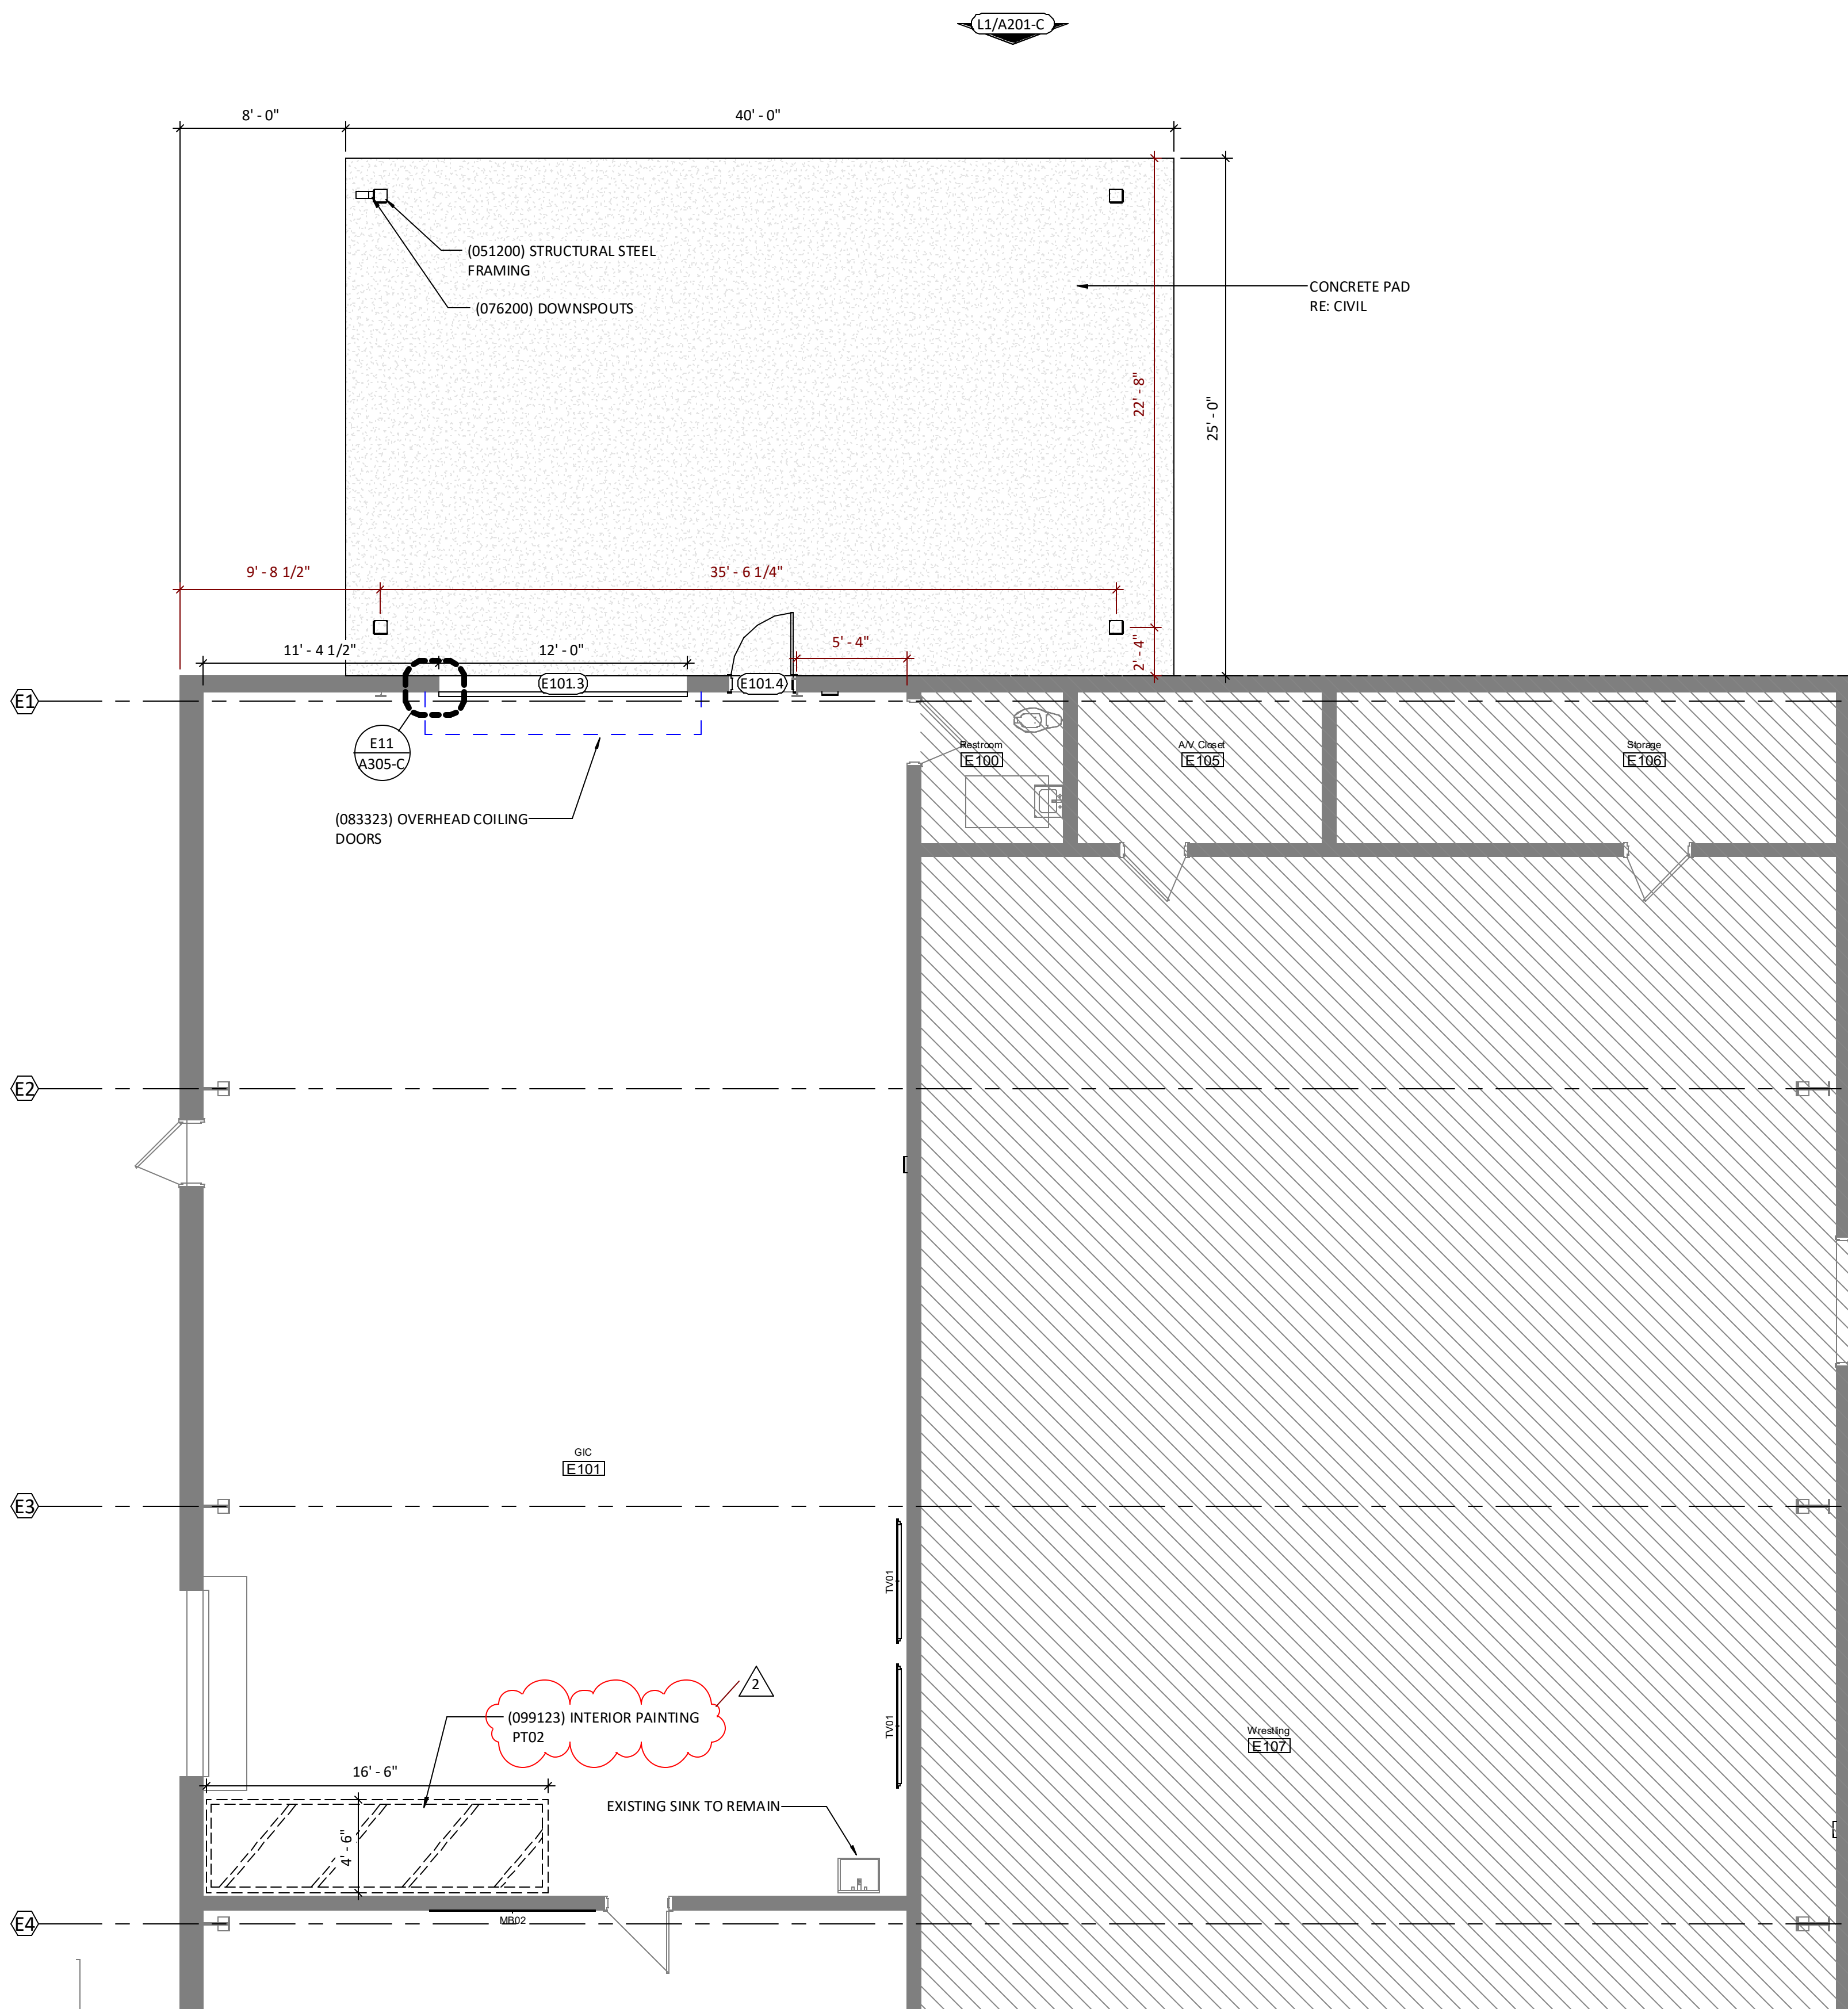 L1/A201-C
8' - 0"
40' - 0"
(051200) STRUCTURAL STEEL
FRAMING
(076200) DOWNSPOUTS
CONCRETE PAD
RE: CIVIL
22' - 8"
25' - 0"
9' - 8 1/2"
35' - 6 1/4"
11' - 4 1/2"
12' - 0"
5' - 4"
2' - 4"
E101.3
E101.4
E1
E11
A305-C
Restroom
E100
A/V Closet
E105
Storage
E106
(083323) OVERHEAD COILING
DOORS
E2
GIC
E101
E3
TV01
2
(099123) INTERIOR PAINTING
PT02
TV01
Wrestling
E107
16' - 6"
EXISTING SINK TO REMAIN
4' - 6"
E4
MB02